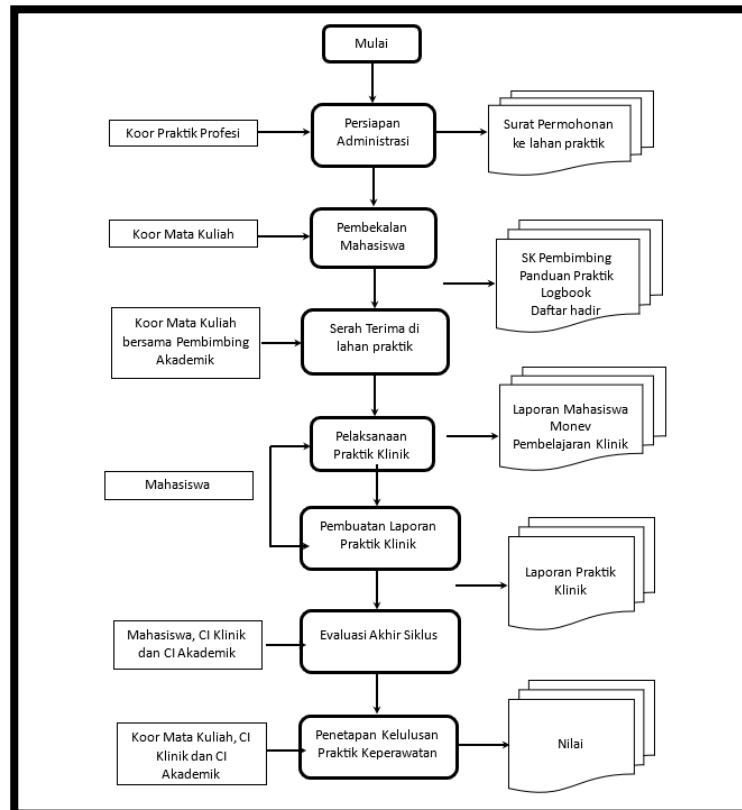 Mulai
Koor Praktik Profesi
Persiapan
Administrasi
Surat Permohonan
ke lahan praktik
Koor Mata Kuliah
Pembekalan
Mahasiswa
SK Pembimbing
Panduan Praktik
Logbook
Daftar hadir
Koor Mata Kuliah
bersama Pembimbing
Akademik
Serah Terima di
lahan praktik
Pelaksanaan
Praktik Klinik
Laporan Mahasiswa
Monev
Pembelajaran Klinik
Mahasiswa
Pembuatan Laporan
Praktik Klinik
Laporan Praktik
Klinik
Mahasiswa, CI Klinik
dan CI Akademik
Evaluasi Akhir Siklus
Koor Mata Kuliah, CI
Klinik dan CI
Akademik
Penetapan Kelulusan
Praktik Keperawatan
Nilai